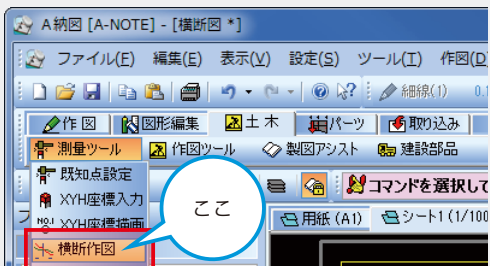 A納図 [A-NOTE] - [横断図 *]
ファイル(F) 編集(E) 表示(V) 設定(S) ツール(T) 作図(D
細線(1) 0.1
作 図 図形編集 土 木 パーツ 取り込み
測量ツール 作図ツール 製図アシスト 建設部品
既知点設定
XYH座標入力
コマンドを選択して
ここ
XYH座標描画
用紙 (A1) シート1 (1/100
横断作図